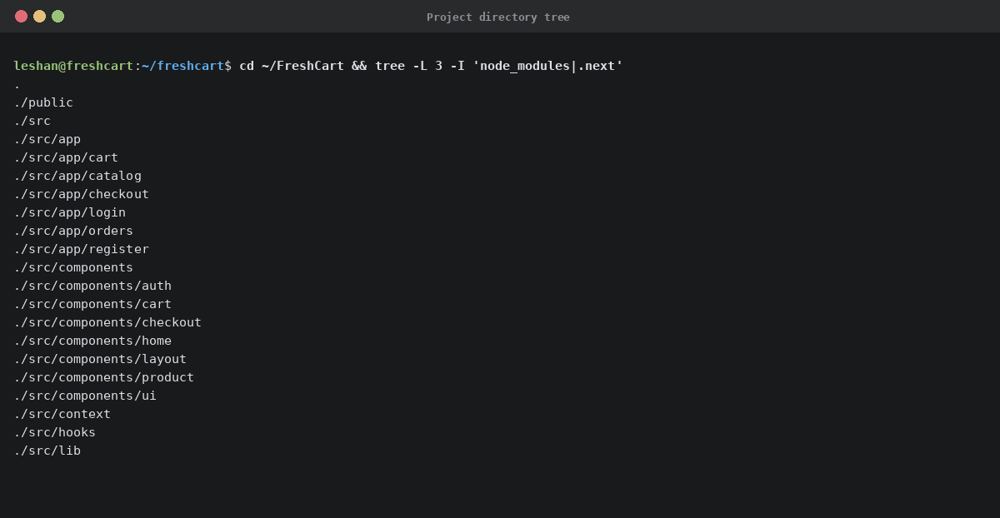 Project directory tree
leshan@freshcart:~/freshcart$ cd ~/FreshCart && tree -L 3 -I 'node_modules|.next'
.
./public
./src
./src/app
./src/app/cart
./src/app/catalog
./src/app/checkout
./src/app/login
./src/app/orders
./src/app/register
./src/components
./src/components/auth
./src/components/cart
./src/components/checkout
./src/components/home
./src/components/layout
./src/components/product
./src/components/ui
./src/context
./src/hooks
./src/lib